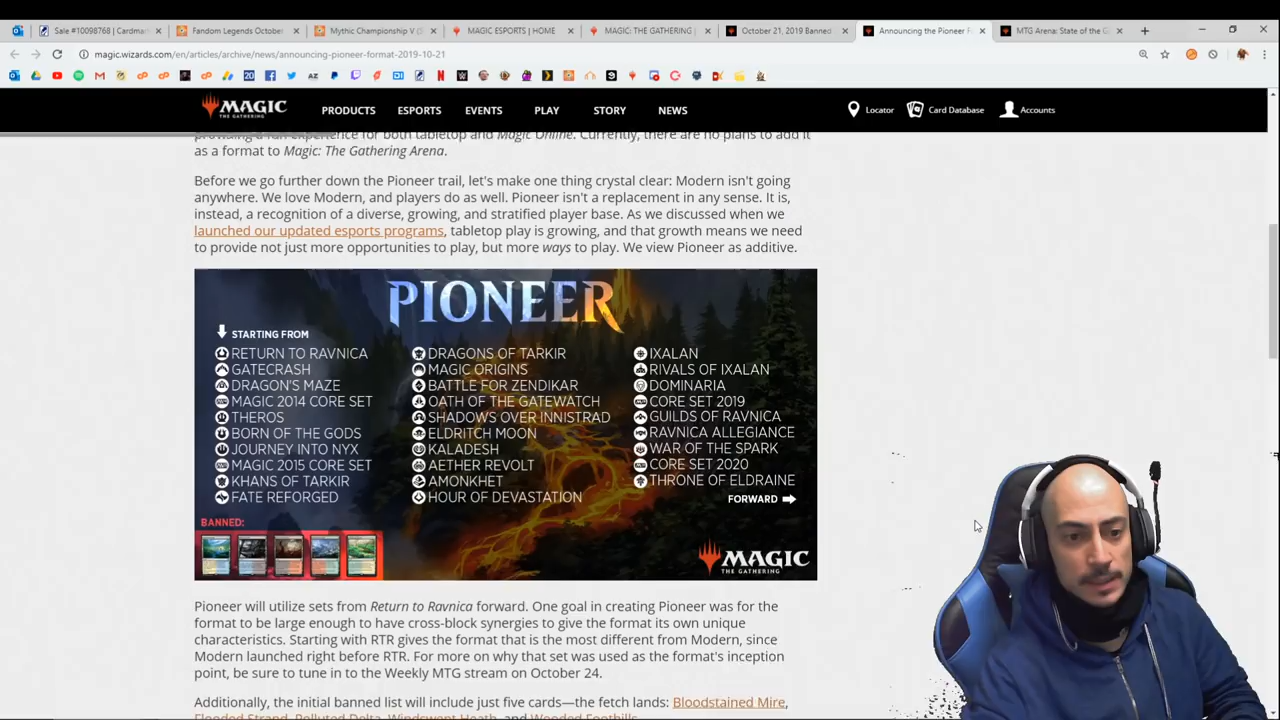 Sale #10098768 | Cardmar
Fandom Legends October
Mythic Championship V (
MAGIC ESPORTS | HOME
MAGIC: THE GATHERING |
October 21, 2019 Banned
Announcing the Pioneer F
MTG Arena: State of the G
magic.wizards.com/en/articles/archive/news/announcing-pioneer-format-2019-10-21
MAGIC
THE GATHERING
PRODUCTS
ESPORTS
EVENTS
PLAY
STORY
NEWS
Locator
Card Database
Accounts
providing a fun experience for both tabletop and Magic Online. Currently, there are no plans to add it
as a format to Magic: The Gathering Arena.
Before we go further down the Pioneer trail, let's make one thing crystal clear: Modern isn't going
anywhere. We love Modern, and players do as well. Pioneer isn't a replacement in any sense. It is,
instead, a recognition of a diverse, growing, and stratified player base. As we discussed when we
launched our updated esports programs, tabletop play is growing, and that growth means we need
to provide not just more opportunities to play, but more ways to play. We view Pioneer as additive.
PIONEER
STARTING FROM
RETURN TO RAVNICA
GATECRASH
DRAGON'S MAZE
MAGIC 2014 CORE SET
THEROS
BORN OF THE GODS
JOURNEY INTO NYX
MAGIC 2015 CORE SET
KHANS OF TARKIR
FATE REFORGED
DRAGONS OF TARKIR
MAGIC ORIGINS
BATTLE FOR ZENDIKAR
OATH OF THE GATEWATCH
SHADOWS OVER INNISTRAD
ELDRITCH MOON
KALADESH
AETHER REVOLT
AMONKHET
HOUR OF DEVASTATION
IXALAN
RIVALS OF IXALAN
DOMINARIA
CORE SET 2019
GUILDS OF RAVNICA
RAVNICA ALLEGIANCE
WAR OF THE SPARK
CORE SET 2020
THRONE OF ELDRAINE
FORWARD
BANNED:
MAGIC
THE GATHERING
Pioneer will utilize sets from Return to Ravnica forward. One goal in creating Pioneer was for the
format to be large enough to have cross-block synergies to give the format its own unique
characteristics. Starting with RTR gives the format that is the most different from Modern, since
Modern launched right before RTR. For more on why that set was used as the format's inception
point, be sure to tune in to the Weekly MTG stream on October 24.
Additionally, the initial banned list will include just five cards—the fetch lands: Bloodstained Mire,
Flooded Strand, Polluted Delta, Windswept Heath, and Wooded Foothills.